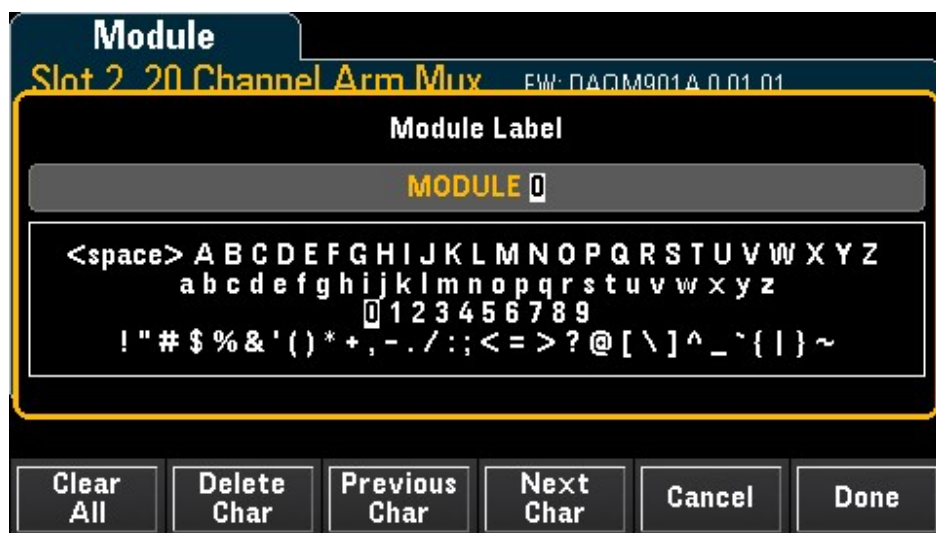 Module
Slot 2 20 Channel Arm Mux FW: DAQM901A 0.01.01
Module Label
MODULE 0
<space> A B C D E F G H I J K L M N O P Q R S T U V W X Y Z
a b c d e f g h i j k l m n o p q r s t u v w x y z
0 1 2 3 4 5 6 7 8 9
! " # $ % & ' ( ) * + , - . / : ; < = > ? @ [ \ ] ^ _ ` { | } ~
Clear All
Delete Char
Previous Char
Next Char
Cancel
Done